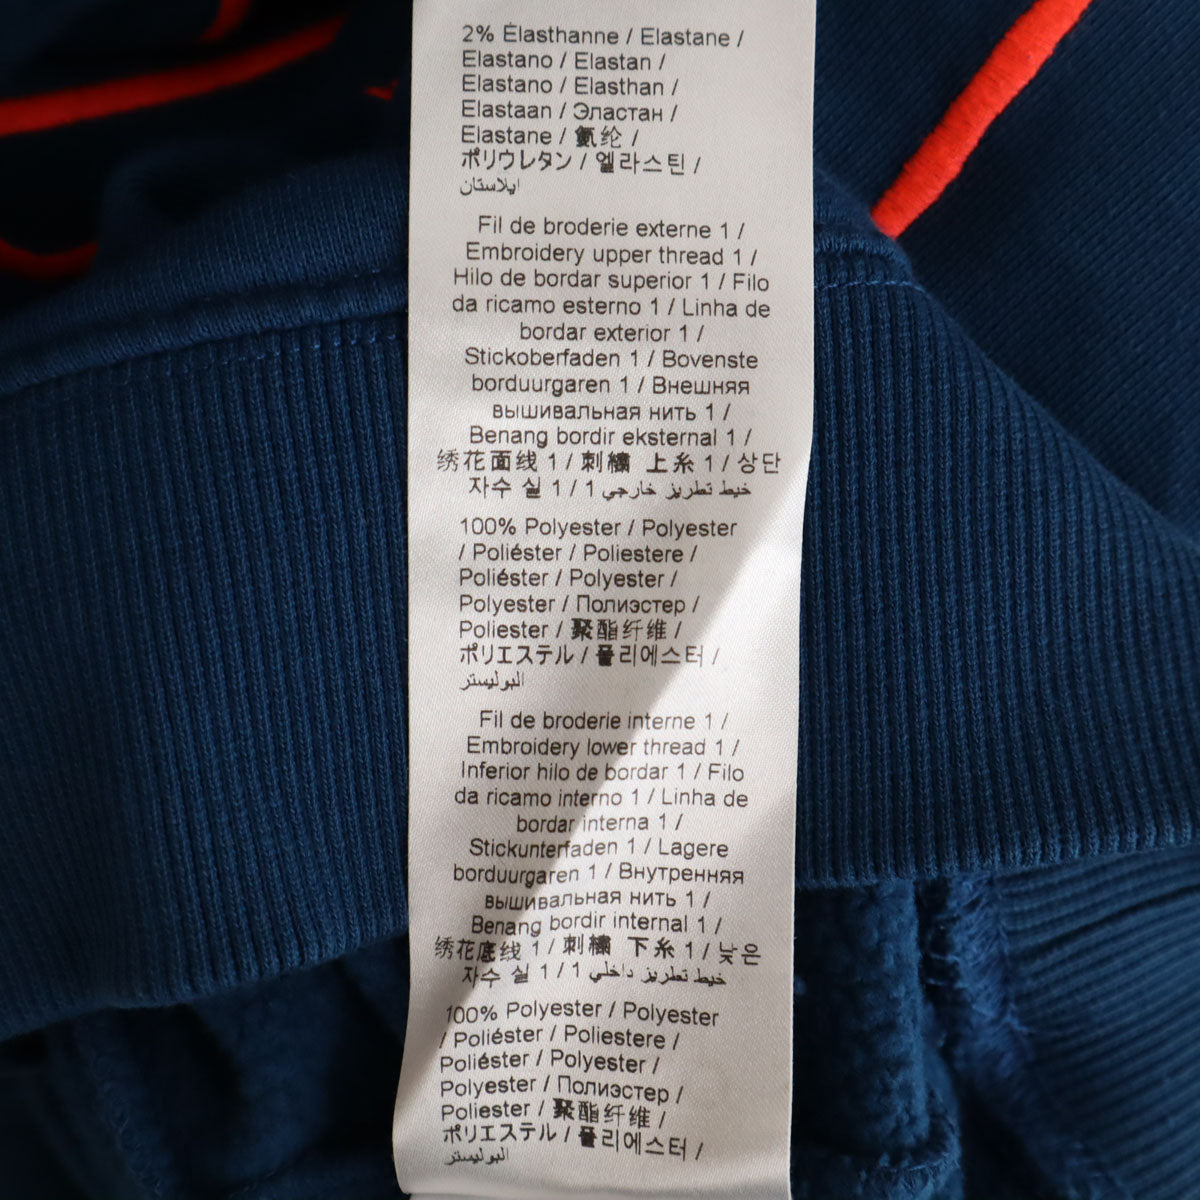 2% Élasthanne / Elastane /
Elastano / Elastan /
Elastano / Elasthan /
Elastaan / Эластан /
Elastane / 氨纶 /
ポリウレタン / 엘라스틴 /
ايلاستان
Fil de broderie externe 1 /
Embroidery upper thread 1 /
Hilo de bordar superior 1 / Filo
da ricamo esterno 1 / Linha de
bordar exterior 1 /
Stickoberfaden 1 / Bovenste
borduurgaren 1 / Внешняя
вышивальная нить 1 /
Benang bordir eksternal 1 /
绣花面线 1 / 刺繍 上糸 1 / 상단
자수 실 1 / 1 خيط تطريز خارجي
100% Polyester / Polyester
/ Poliéster / Poliestere /
Poliéster / Polyester /
Polyester / Полиэстер /
Poliester / 聚酯纤维 /
ポリエステル / 폴리에스터 /
البوليستر
Fil de broderie interne 1 /
Embroidery lower thread 1 /
Inferior hilo de bordar 1 / Filo
da ricamo interno 1 / Linha de
bordar interna 1 /
Stickunterfaden 1 / Lagere
borduurgaren 1 / Внутренняя
вышивальная нить 1 /
Benang bordir internal 1 /
绣花底线 1 / 刺繍 下糸 1 / 낮은
자수 실 1 / 1 خيط تطريز داخلي
100% Polyester / Polyester
/ Poliéster / Poliestere /
Poliéster / Polyester /
Polyester / Полиэстер /
Poliester / 聚酯纤维 /
ポリエステル / 폴리에스터 /
البوليستر